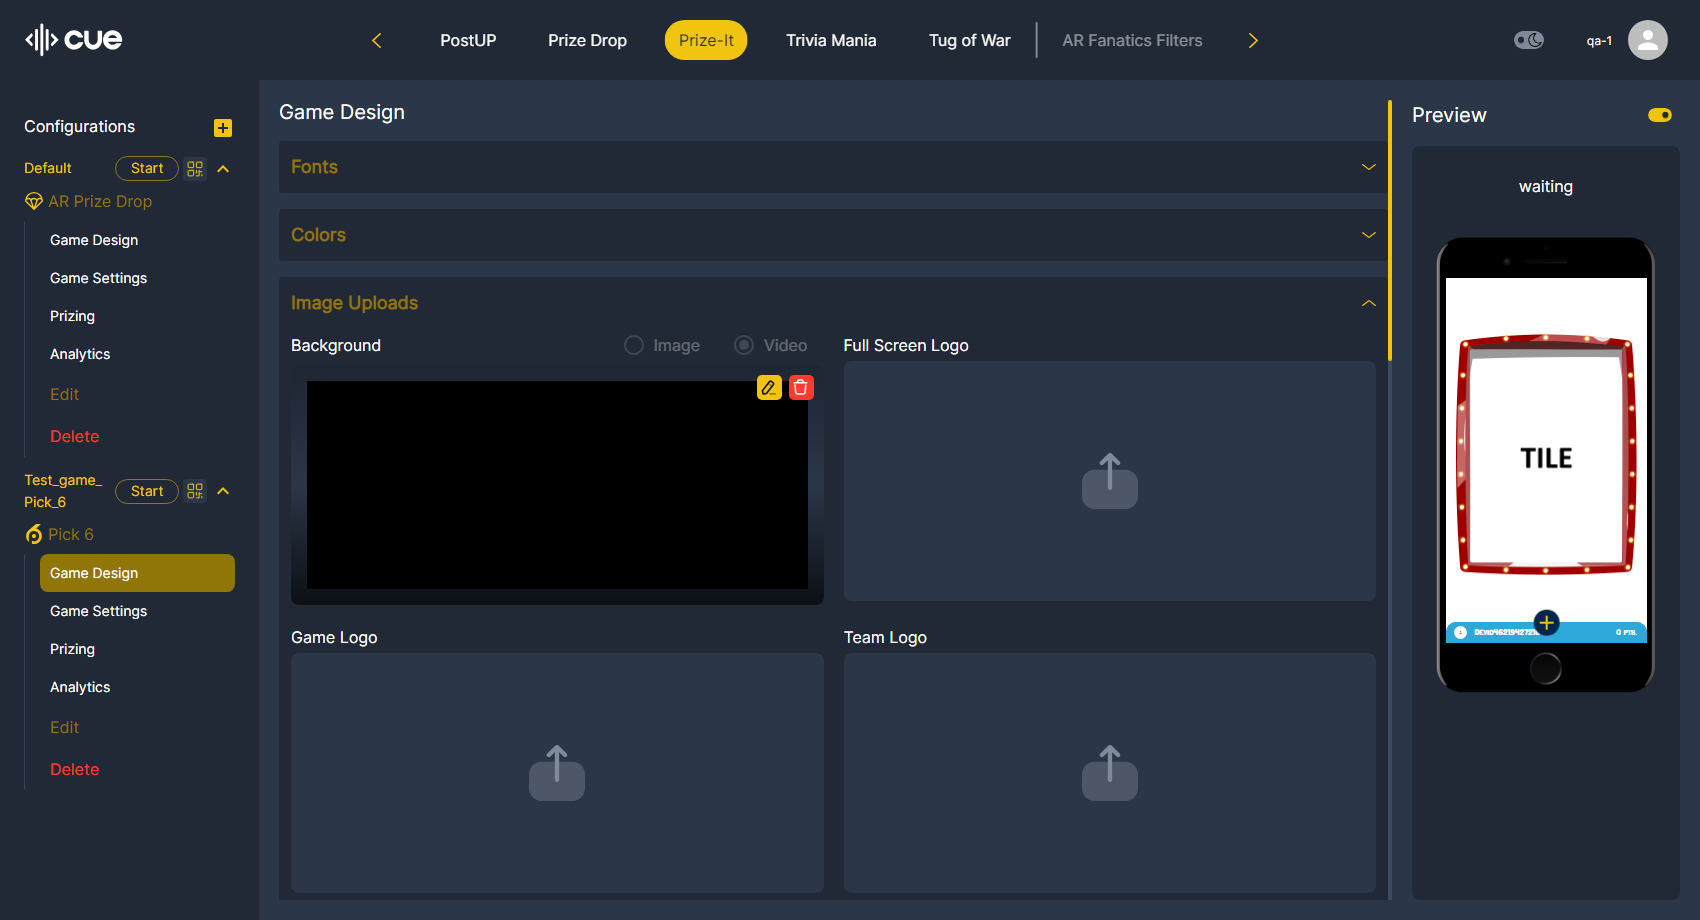 cue
PostUP
Prize Drop
Prize-It
Trivia Mania
Tug of War
AR Fanatics Filters
qa-1
Configurations
Default
Start
AR Prize Drop
Game Design
Game Settings
Prizing
Analytics
Edit
Delete
Test_game_
Pick_6
Start
Pick 6
Game Design
Game Settings
Prizing
Analytics
Edit
Delete
Game Design
Fonts
Colors
Image Uploads
Background
Image
Video
Full Screen Logo
Game Logo
Team Logo
Preview
waiting
TILE
0 PTS.